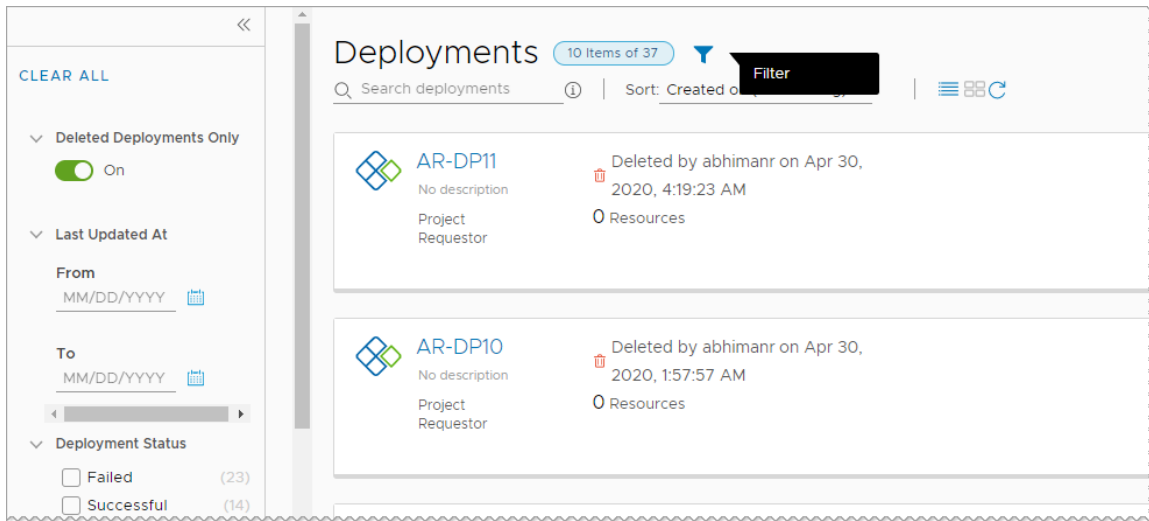 CLEAR ALL
Deleted Deployments Only
On
Last Updated At
From
MM/DD/YYYY
To
MM/DD/YYYY
Deployment Status
Failed (23)
Successful (14)
Deployments 10 Items of 37
Filter
Search deployments Sort: Created
AR-DP11
No description
Project
Requestor
Deleted by abhimanr on Apr 30,
2020, 4:19:23 AM
0 Resources
AR-DP10
No description
Project
Requestor
Deleted by abhimanr on Apr 30,
2020, 1:57:57 AM
0 Resources